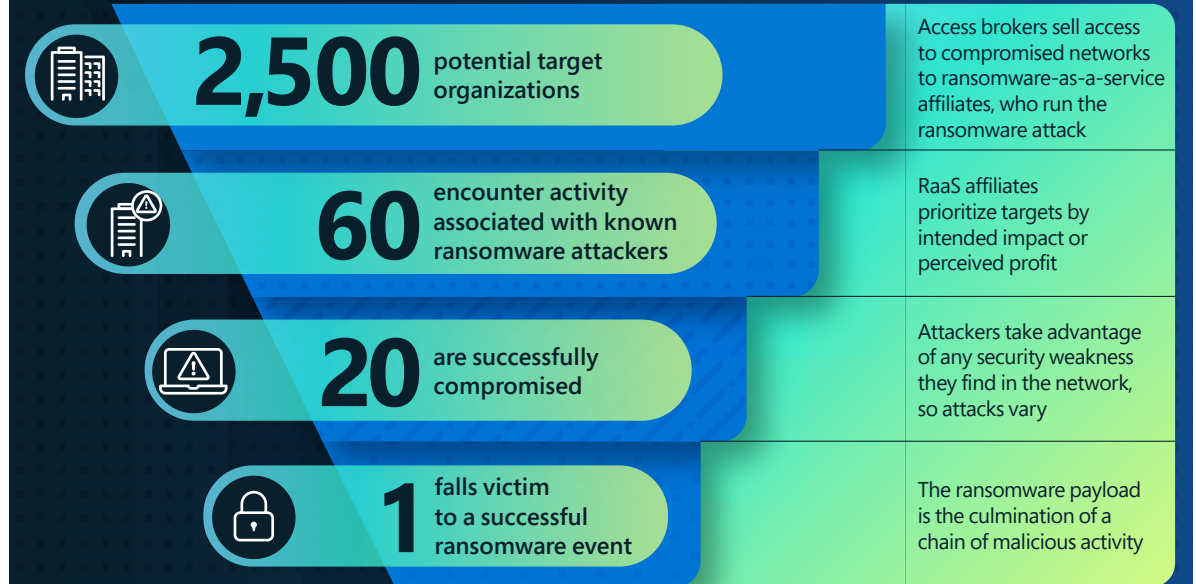 2,500
potential target
organizations
Access brokers sell access
to compromised networks
to ransomware-as-a-service
affiliates, who run the
ransomware attack
60
encounter activity
associated with known
ransomware attackers
RaaS affiliates
prioritize targets by
intended impact or
perceived profit
20
are successfully
compromised
Attackers take advantage
of any security weakness
they find in the network,
so attacks vary
1
falls victim
to a successful
ransomware event
The ransomware payload
is the culmination of a
chain of malicious activity